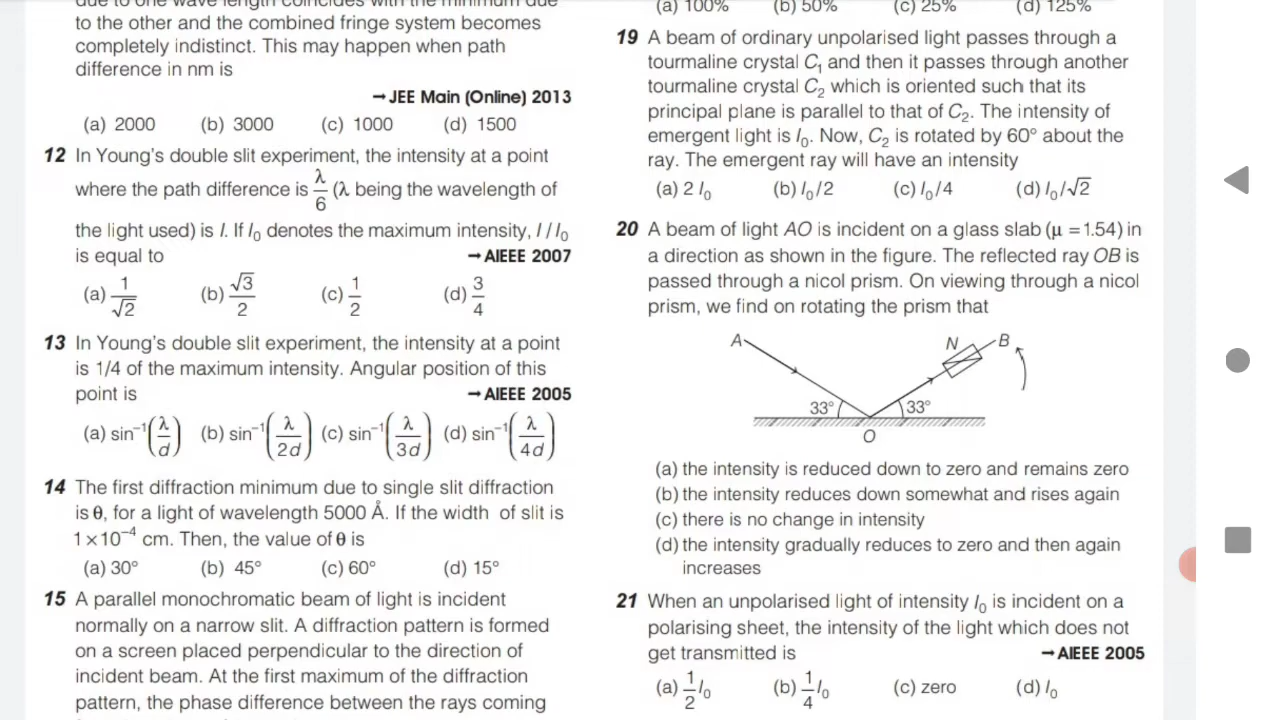 due to one wave length coincides with the minimum due
to the other and the combined fringe system becomes
completely indistinct. This may happen when path
difference in nm is
→ JEE Main (Online) 2013
(a) 2000 (b) 3000 (c) 1000 (d) 1500
12 In Young's double slit experiment, the intensity at a point
where the path difference is λ/6 (λ being the wavelength of
the light used) is I. If I₀ denotes the maximum intensity, I / I₀
is equal to → AIEEE 2007
(a) 1/√2 (b) √3/2 (c) 1/2 (d) 3/4
13 In Young's double slit experiment, the intensity at a point
is 1/4 of the maximum intensity. Angular position of this
point is → AIEEE 2005
(a) sin⁻¹(λ/d) (b) sin⁻¹(λ/2d) (c) sin⁻¹(λ/3d) (d) sin⁻¹(λ/4d)
14 The first diffraction minimum due to single slit diffraction
is θ, for a light of wavelength 5000 Å. If the width of slit is
1×10⁻⁴ cm. Then, the value of θ is
(a) 30° (b) 45° (c) 60° (d) 15°
15 A parallel monochromatic beam of light is incident
normally on a narrow slit. A diffraction pattern is formed
on a screen placed perpendicular to the direction of
incident beam. At the first maximum of the diffraction
pattern, the phase difference between the rays coming
(a) 100% (b) 50% (c) 25% (d) 125%
19 A beam of ordinary unpolarised light passes through a
tourmaline crystal C₁ and then it passes through another
tourmaline crystal C₂ which is oriented such that its
principal plane is parallel to that of C₂. The intensity of
emergent light is I₀. Now, C₂ is rotated by 60° about the
ray. The emergent ray will have an intensity
(a) 2 I₀ (b) I₀/2 (c) I₀/4 (d) I₀/√2
20 A beam of light AO is incident on a glass slab (μ = 1.54) in
a direction as shown in the figure. The reflected ray OB is
passed through a nicol prism. On viewing through a nicol
prism, we find on rotating the prism that
A N B
33° 33°
O
(a) the intensity is reduced down to zero and remains zero
(b) the intensity reduces down somewhat and rises again
(c) there is no change in intensity
(d) the intensity gradually reduces to zero and then again
increases
21 When an unpolarised light of intensity I₀ is incident on a
polarising sheet, the intensity of the light which does not
get transmitted is → AIEEE 2005
(a) 1/2 I₀ (b) 1/4 I₀ (c) zero (d) I₀